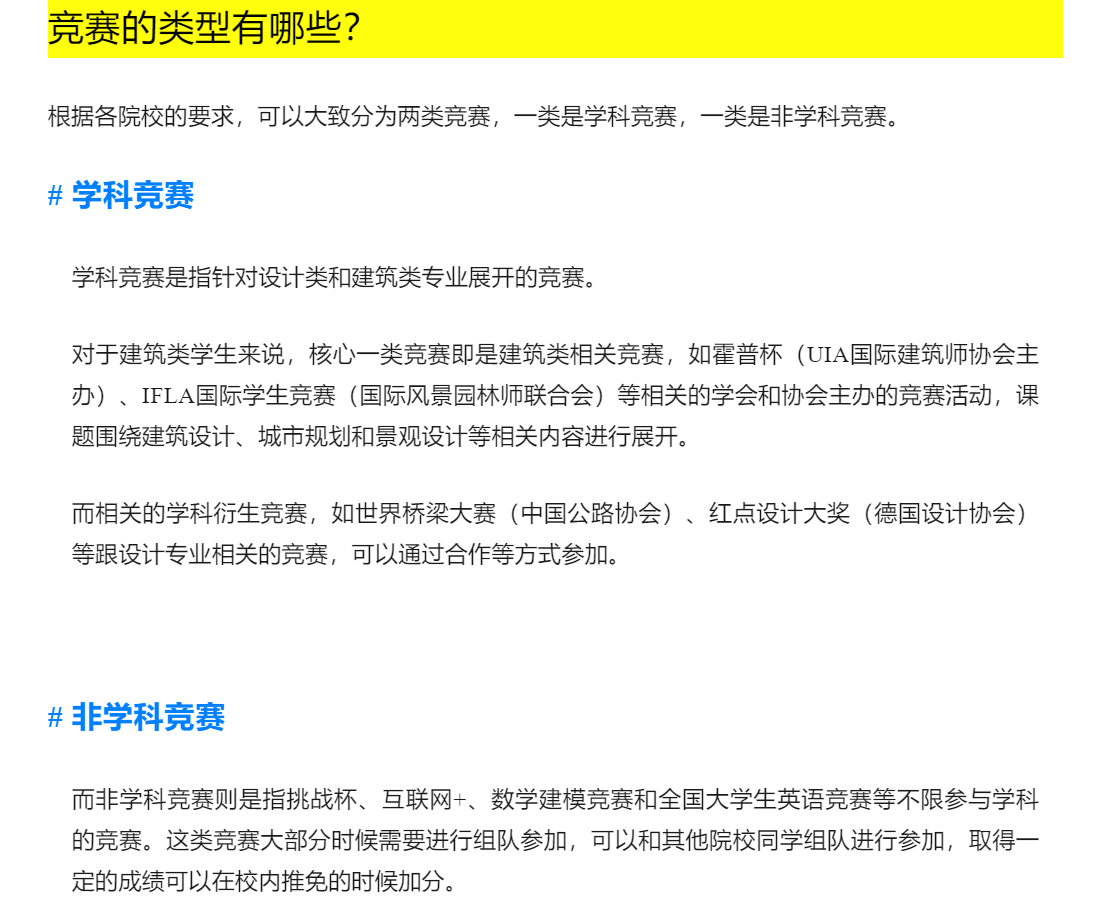 竞赛的类型有哪些？
根据各院校的要求，可以大致分为两类竞赛，一类是学科竞赛，一类是非学科竞赛。
# 学科竞赛
学科竞赛是指针对设计类和建筑类专业展开的竞赛。
对于建筑类学生来说，核心一类竞赛即是建筑类相关竞赛，如霍普杯（UIA国际建筑师协会主
办）、IFLA国际学生竞赛（国际风景园林师联合会）等相关的学会和协会主办的竞赛活动，课
题围绕建筑设计、城市规划和景观设计等相关内容进行展开。
而相关的学科衍生竞赛，如世界桥梁大赛（中国公路协会）、红点设计大奖（德国设计协会）
等跟设计专业相关的竞赛，可以通过合作等方式参加。
# 非学科竞赛
而非学科竞赛则是指挑战杯、互联网+、数学建模竞赛和全国大学生英语竞赛等不限参与学科
的竞赛。这类竞赛大部分时候需要进行组队参加，可以和其他院校同学组队进行参加，取得一
定的成绩可以在校内推免的时候加分。